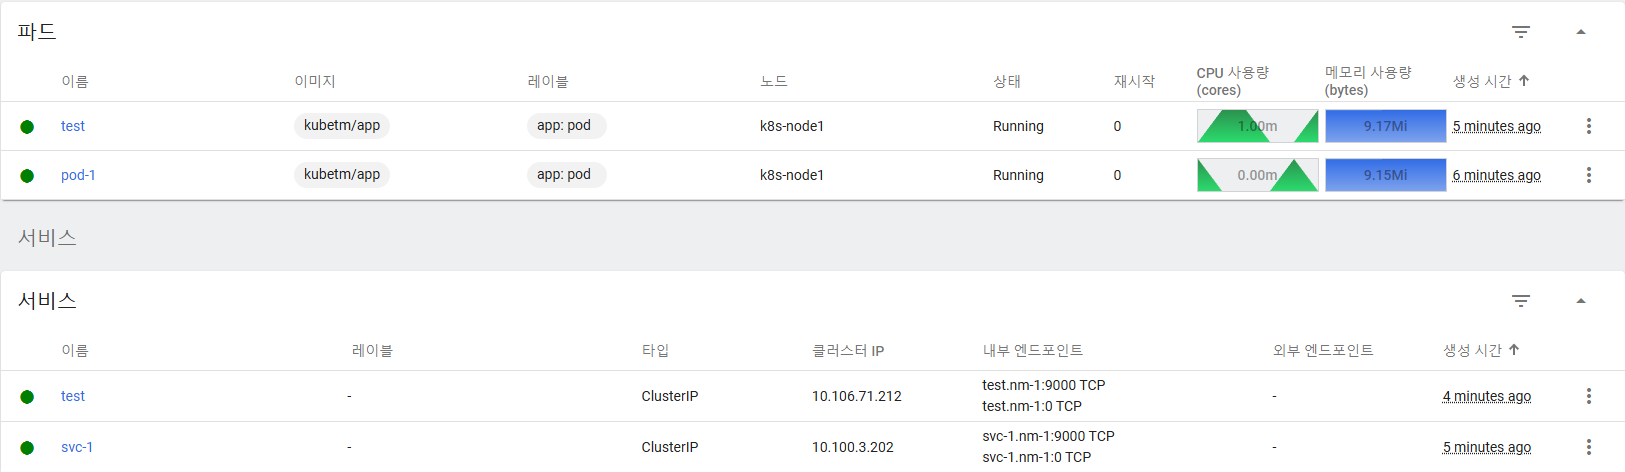 파드
이름 이미지 레이블 노드 상태 재시작 CPU 사용량 (cores) 메모리 사용량 (bytes) 생성 시간
test kubetm/app app: pod k8s-node1 Running 0 1.00m 9.17Mi 5 minutes ago
pod-1 kubetm/app app: pod k8s-node1 Running 0 0.00m 9.15Mi 6 minutes ago
서비스
서비스
이름 레이블 타입 클러스터 IP 내부 엔드포인트 외부 엔드포인트 생성 시간
test - ClusterIP 10.106.71.212 test.nm-1:9000 TCP - 4 minutes ago
test.nm-1:0 TCP
svc-1 - ClusterIP 10.100.3.202 svc-1.nm-1:9000 TCP - 5 minutes ago
svc-1.nm-1:0 TCP